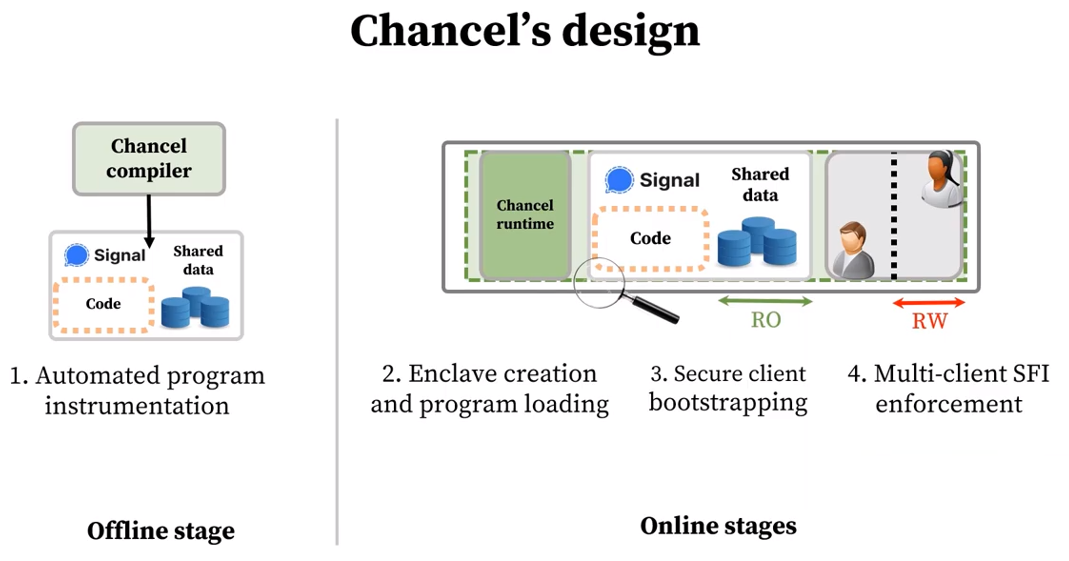 Chancel's design
Chancel
compiler
Signal
Shared
data
Code
1. Automated program
instrumentation
Offline stage
Chancel
runtime
Signal
Shared
data
Code
RO
RW
2. Enclave creation
and program loading
3. Secure client
bootstrapping
4. Multi-client SFI
enforcement
Online stages